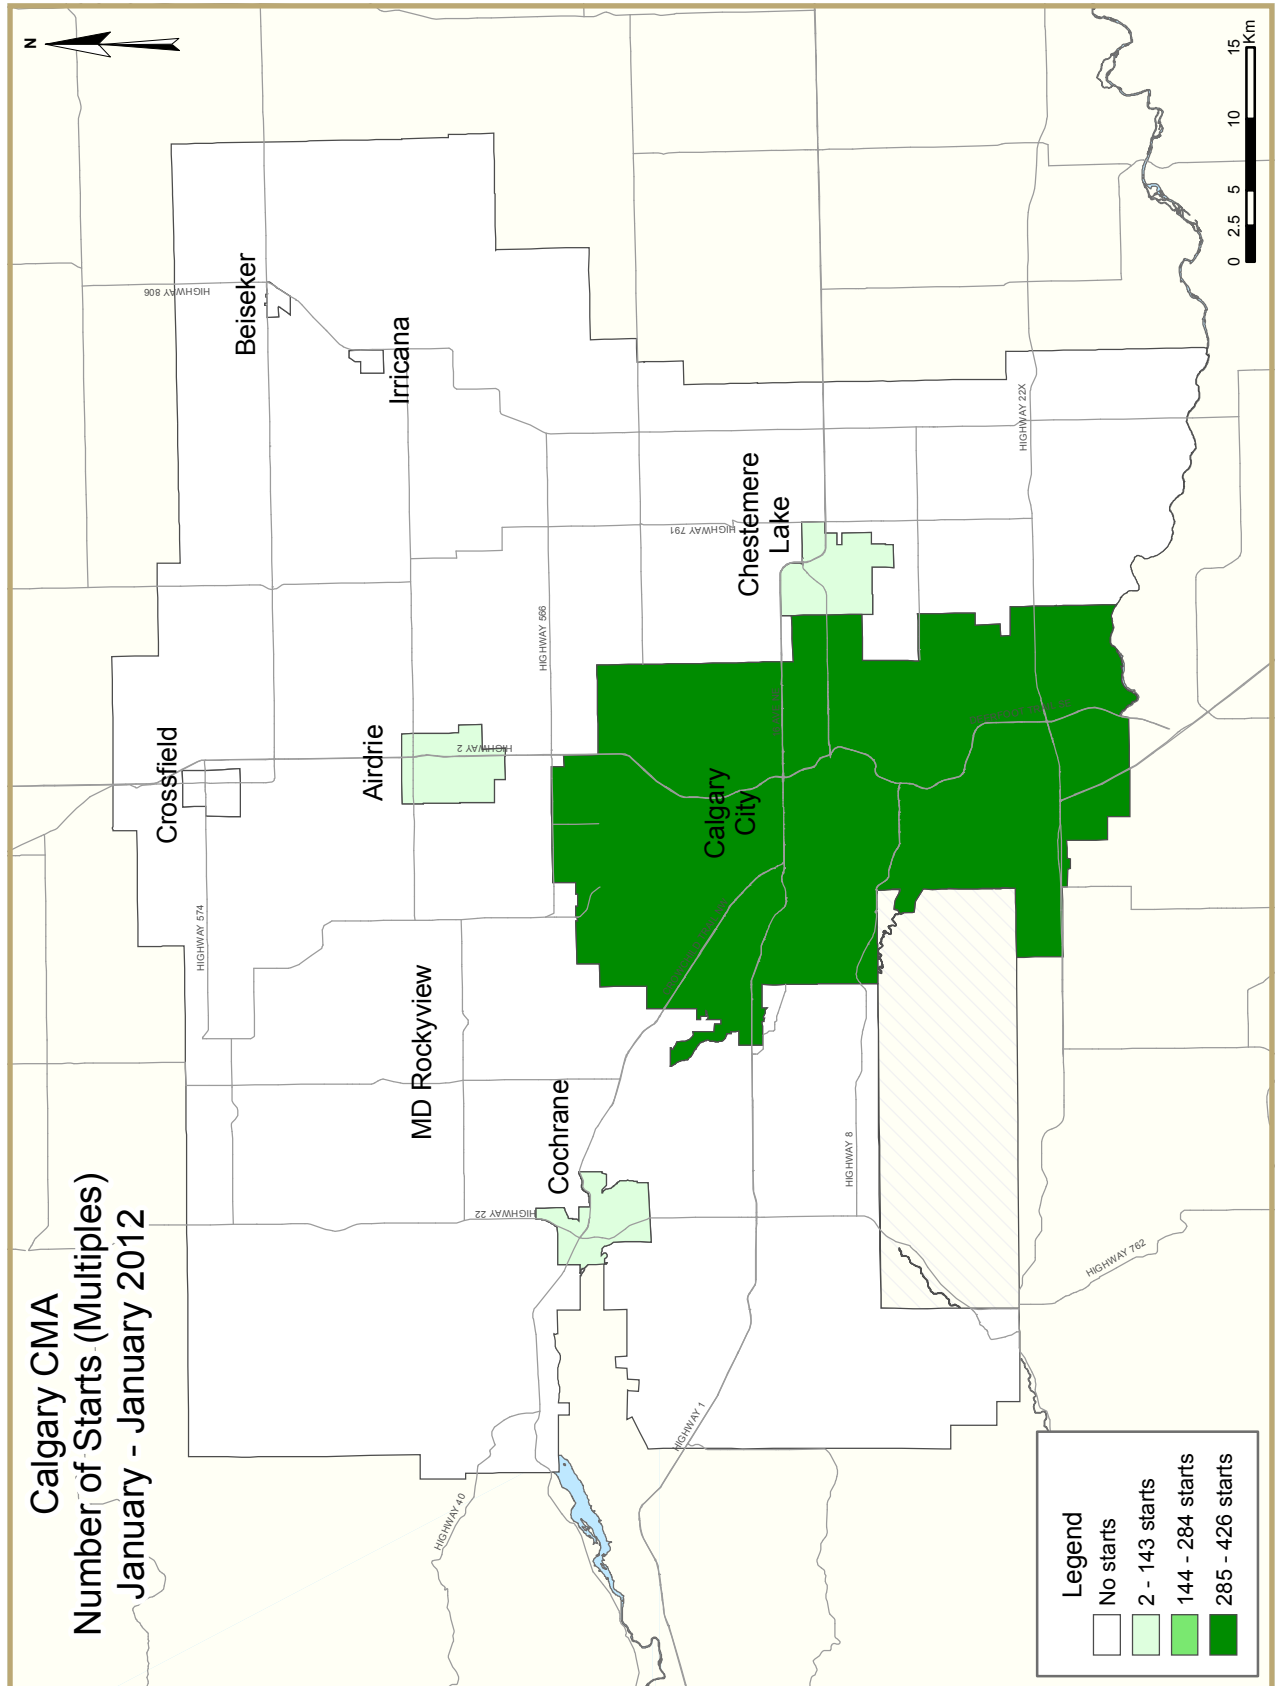 Calgary CMA
Number of Starts (Multiples)
January - January 2012
N
Beiseker
HIGHWAY 806
Irricana
Crossfield
HIGHWAY 574
Airdrie
HIGHWAY 2
HIGHWAY 566
MD Rockyview
Cochrane
HIGHWAY 22
Chestemere
Lake
HIGHWAY 791
HIGHWAY 22X
Calgary
City
HIGHWAY 8
HIGHWAY 1
HIGHWAY 40
HIGHWAY 762
Legend
No starts
2 - 143 starts
144 - 284 starts
285 - 426 starts
0 2.5 5 10 15
Km